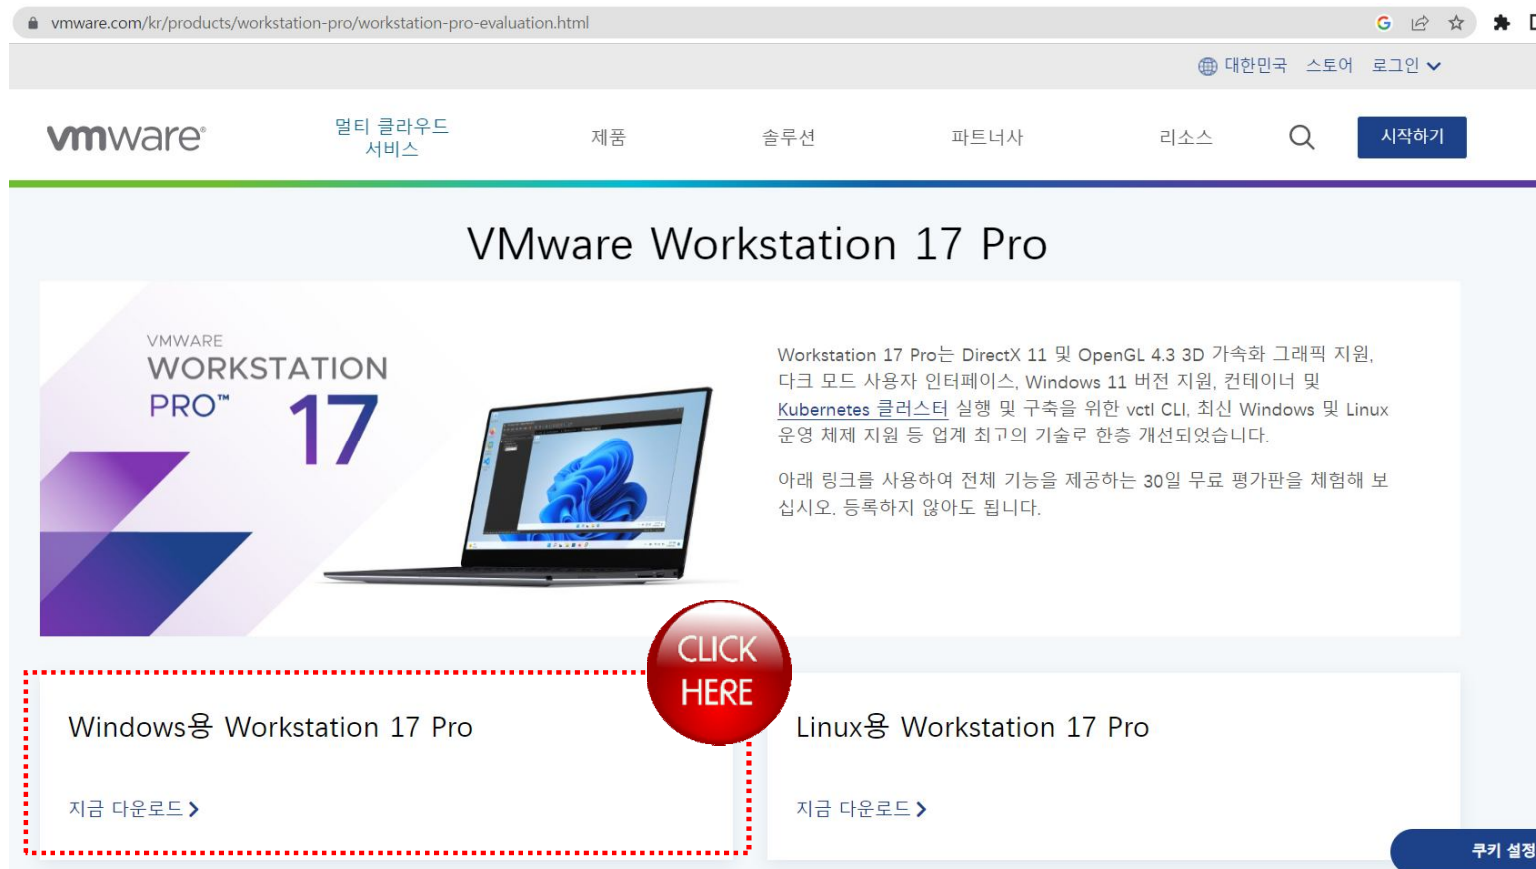 vmware.com/kr/products/workstation-pro/workstation-pro-evaluation.html
대한민국 스토어 로그인
vmware®
멀티 클라우드
서비스
제품
솔루션
파트너사
리소스
시작하기
VMware Workstation 17 Pro
VMWARE
WORKSTATION
PRO™ 17
Workstation 17 Pro는 DirectX 11 및 OpenGL 4.3 3D 가속화 그래픽 지원,
다크 모드 사용자 인터페이스, Windows 11 버전 지원, 컨테이너 및
Kubernetes 클러스터 실행 및 구축을 위한 vctl CLI, 최신 Windows 및 Linux
운영 체제 지원 등 업계 최고의 기술로 한층 개선되었습니다.
아래 링크를 사용하여 전체 기능을 제공하는 30일 무료 평가판을 체험해 보
십시오. 등록하지 않아도 됩니다.
CLICK
HERE
Windows용 Workstation 17 Pro
지금 다운로드
Linux용 Workstation 17 Pro
지금 다운로드
쿠키 설정